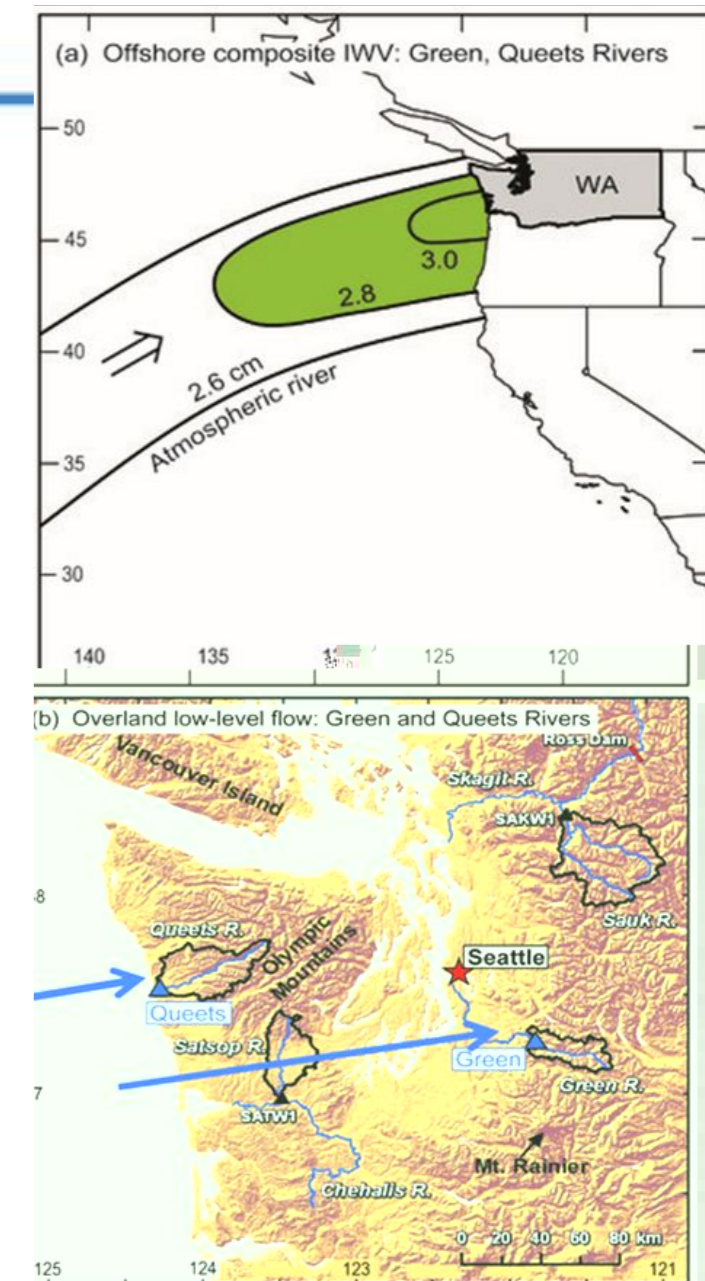 (a) Offshore composite IWV: Green, Queets Rivers
50
WA
45
3.0
2.8
40
2.6 cm
Atmospheric river
35
30
140 135 125 120
(b) Overland low-level flow: Green and Queets Rivers
Ross Dam
Vancouver Island
Skagit R.
SAKW1
8
Sauk R.
Queets R.
Olympic
Mountains
Seattle
Queets
Satsop R.
Green
Green R.
7
SATW1
Mt. Rainier
Chehalis R.
0 20 40 60 80 km
125 124 123 121